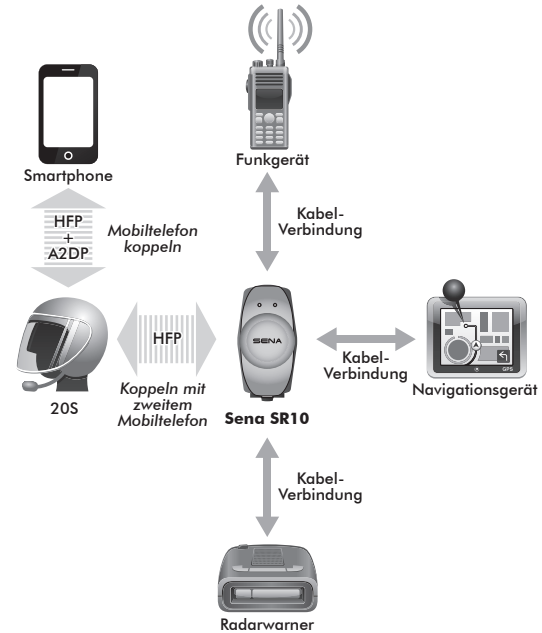 Funkgerät
Smartphone
HFP
+
A2DP
Mobiltelefon
koppeln
Kabel-
Verbindung
HFP
SENA
Kabel-
Verbindung
GPS
Navigationsgerät
20S
Koppeln mit
zweitem
Mobiltelefon
Sena SR10
Kabel-
Verbindung
Radarwarner